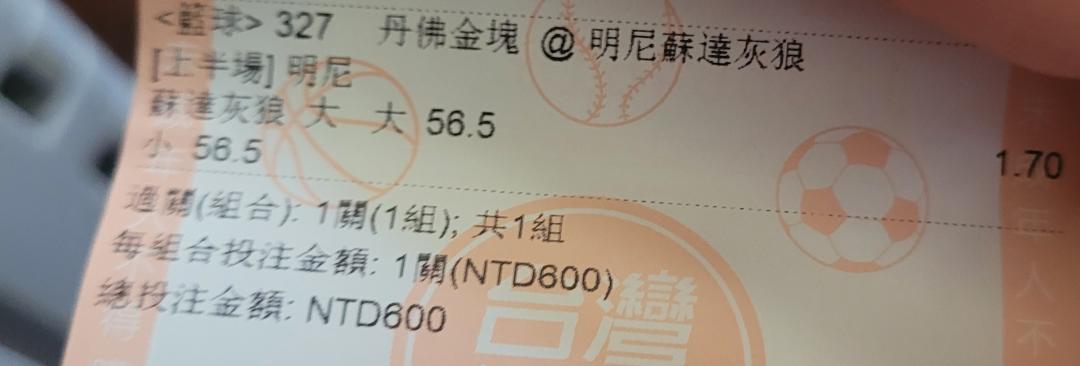 <籃球> 327 丹佛金塊 @ 明尼蘇達灰狼
[上半場] 明尼
蘇達灰狼 大 大 56.5
小 56.5 1.70
過關(組合): 1關(1組); 共1組
每組合投注金額: 1關(NTD600)
總投注金額: NTD600
台灣